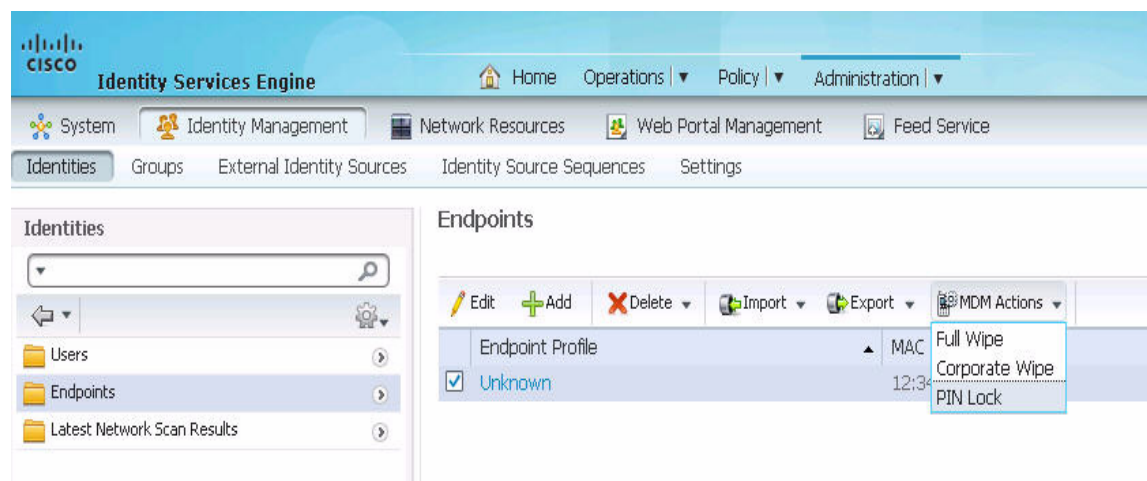 CISCO
Identity Services Engine
Home Operations Policy Administration
System Identity Management Network Resources Web Portal Management Feed Service
Identities Groups External Identity Sources Identity Source Sequences Settings
Identities
Users
Endpoints
Latest Network Scan Results
Endpoints
Edit Add Delete Import Export MDM Actions
Endpoint Profile MAC
Unknown 12:34
Full Wipe
Corporate Wipe
PIN Lock